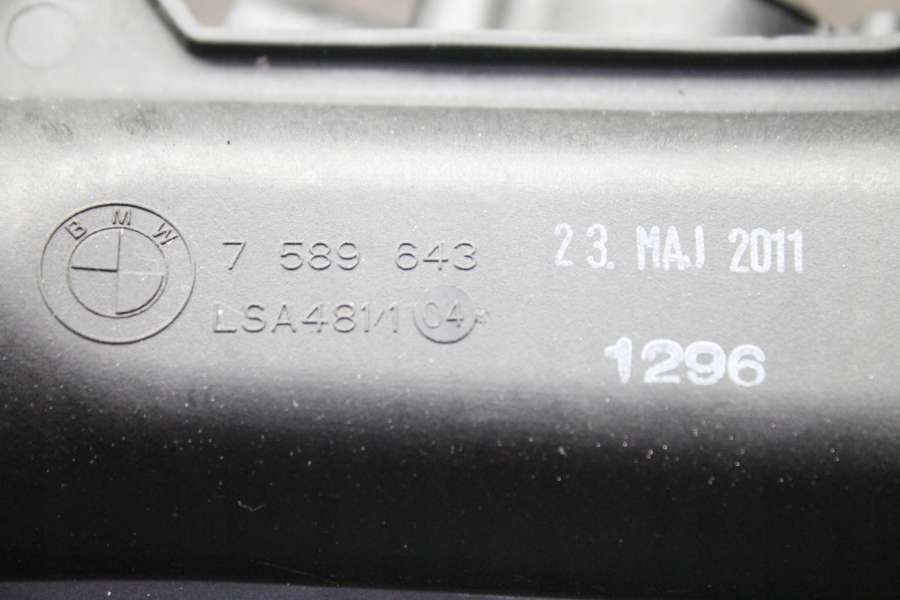 BMW
7 589 643
LSA481/1 04
23. MAJ 2011
1296